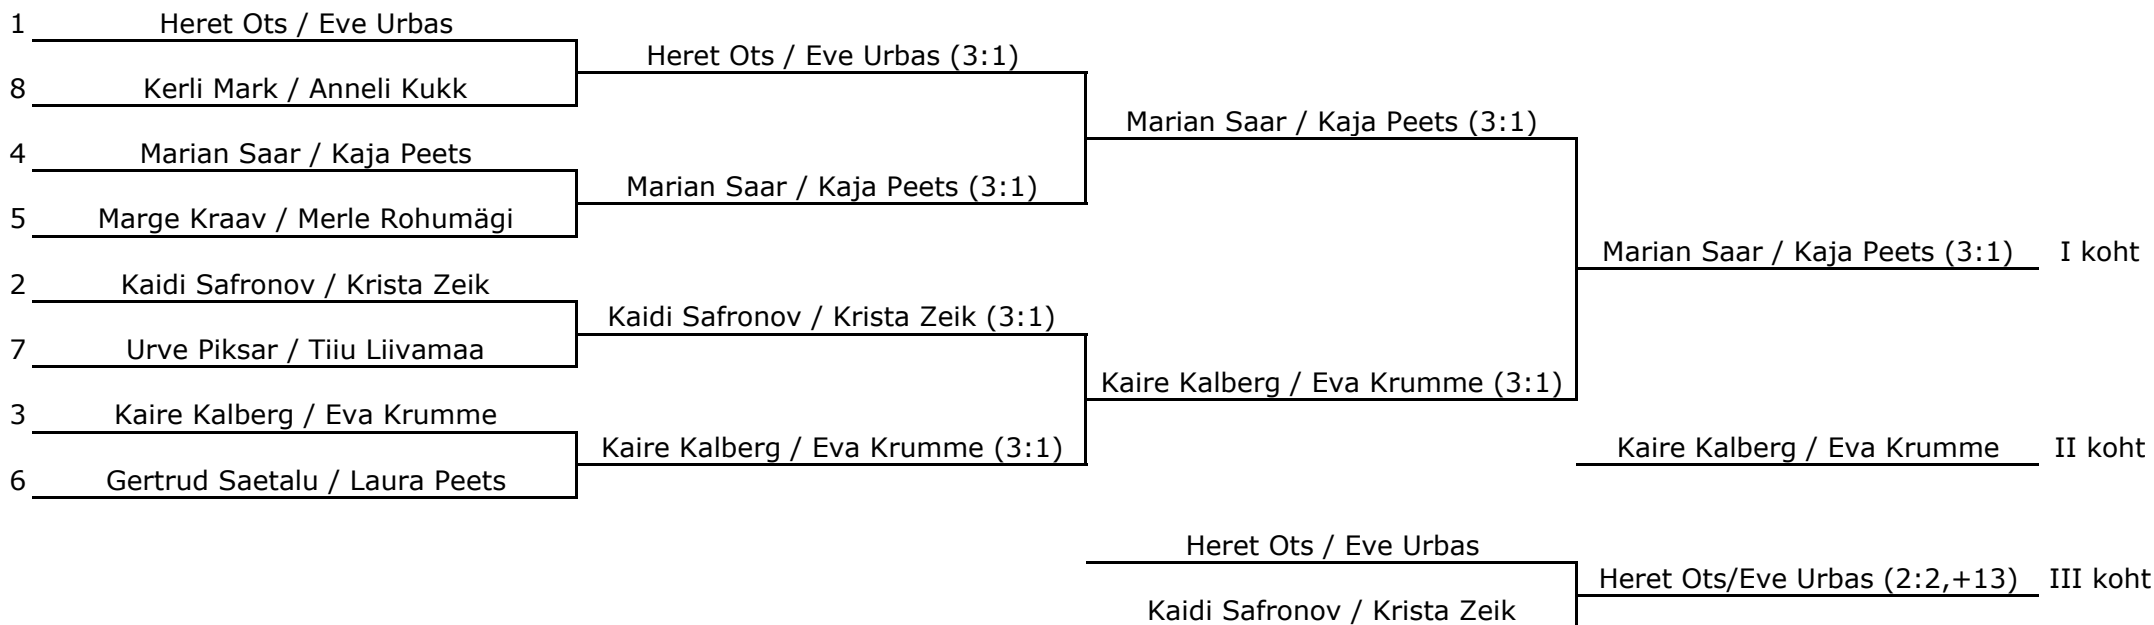 1 Heret Ots / Eve Urbas
Heret Ots / Eve Urbas (3:1)
8 Kerli Mark / Anneli Kukk
Marian Saar / Kaja Peets (3:1)
4 Marian Saar / Kaja Peets
Marian Saar / Kaja Peets (3:1)
5 Marge Kraav / Merle Rohumägi
Marian Saar / Kaja Peets (3:1) I koht
2 Kaidi Safronov / Krista Zeik
Kaidi Safronov / Krista Zeik (3:1)
7 Urve Piksar / Tiiu Liivamaa
Kaire Kalberg / Eva Krumme (3:1)
3 Kaire Kalberg / Eva Krumme
Kaire Kalberg / Eva Krumme (3:1)
Kaire Kalberg / Eva Krumme II koht
6 Gertrud Saetalu / Laura Peets
Heret Ots / Eve Urbas
Heret Ots/Eve Urbas (2:2,+13) III koht
Kaidi Safronov / Krista Zeik